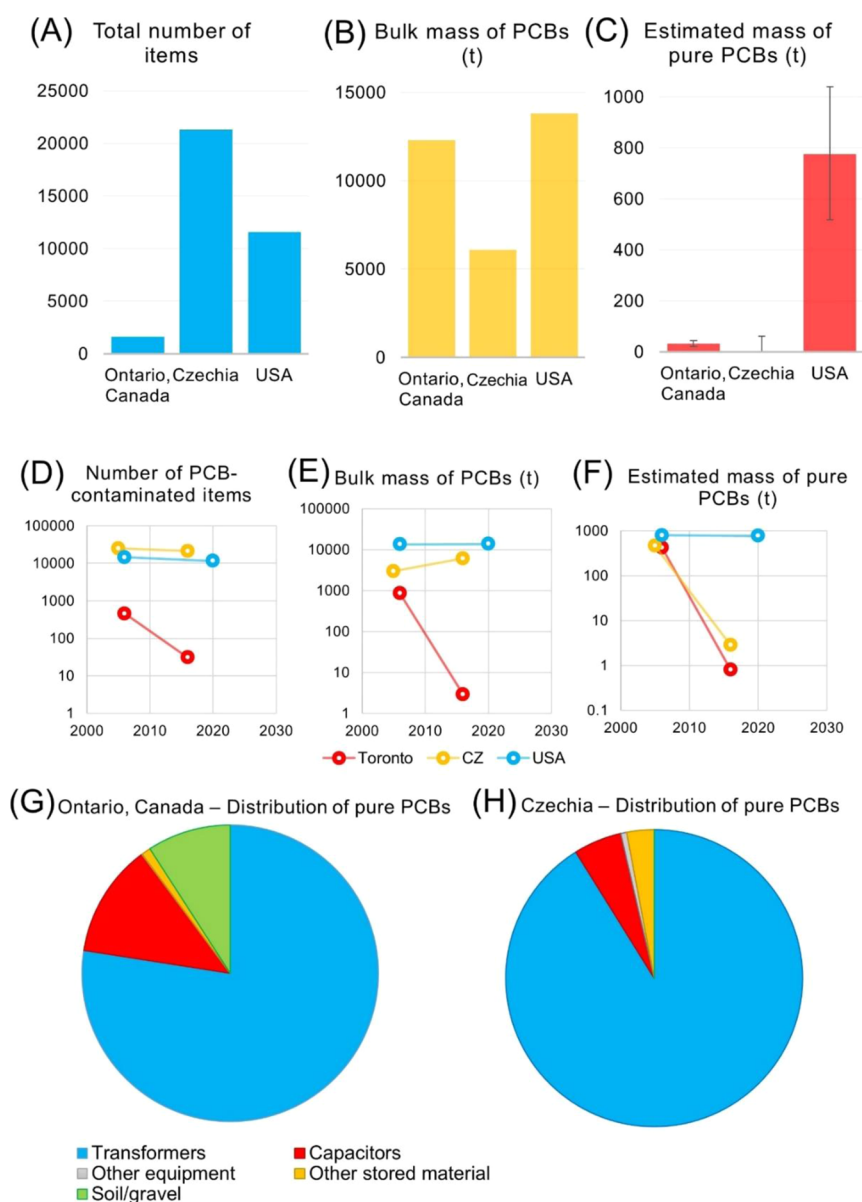 (A) Total number of
items
25000
20000
15000
10000
5000
0
Ontario, Czechia USA
Canada
(B) Bulk mass of PCBs
(t)
15000
10000
5000
0
Ontario, Czechia USA
Canada
(C) Estimated mass of
pure PCBs (t)
1000
800
600
400
200
0
Ontario, Czechia USA
Canada
(D) Number of PCB-
contaminated items
100000
10000
1000
100
10
1
2000 2010 2020 2030
(E) Bulk mass of PCBs (t)
100000
10000
1000
100
10
1
2000 2010 2020 2030
(F) Estimated mass of pure
PCBs (t)
1000
100
10
1
0.1
2000 2010 2020 2030
Toronto CZ USA
(G) Ontario, Canada – Distribution of pure PCBs
(H) Czechia – Distribution of pure PCBs
Transformers Capacitors
Other equipment Other stored material
Soil/gravel